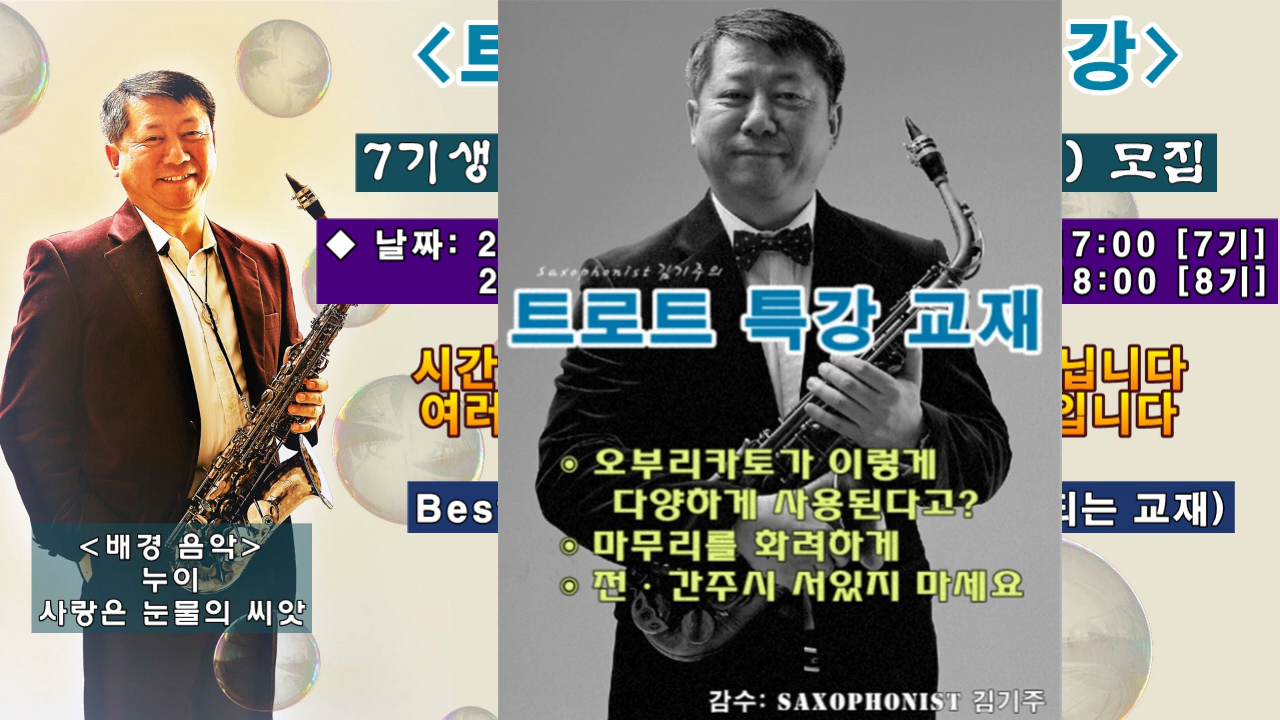 <트
강>
7기생
) 모집
◆ 날짜: 2
7:00 [7기]
2
8:00 [8기]
시간
닙니다
여러
입니다
Bes
되는 교재)
<배경 음악>
누이
사랑은 눈물의 씨앗
Saxophonist 김기주의
트로트 특강 교재
◉ 오부리카토가 이렇게
다양하게 사용된다고?
◉ 마무리를 화려하게
◉ 전·간주시 서있지 마세요
감수: SAXOPHONIST 김기주